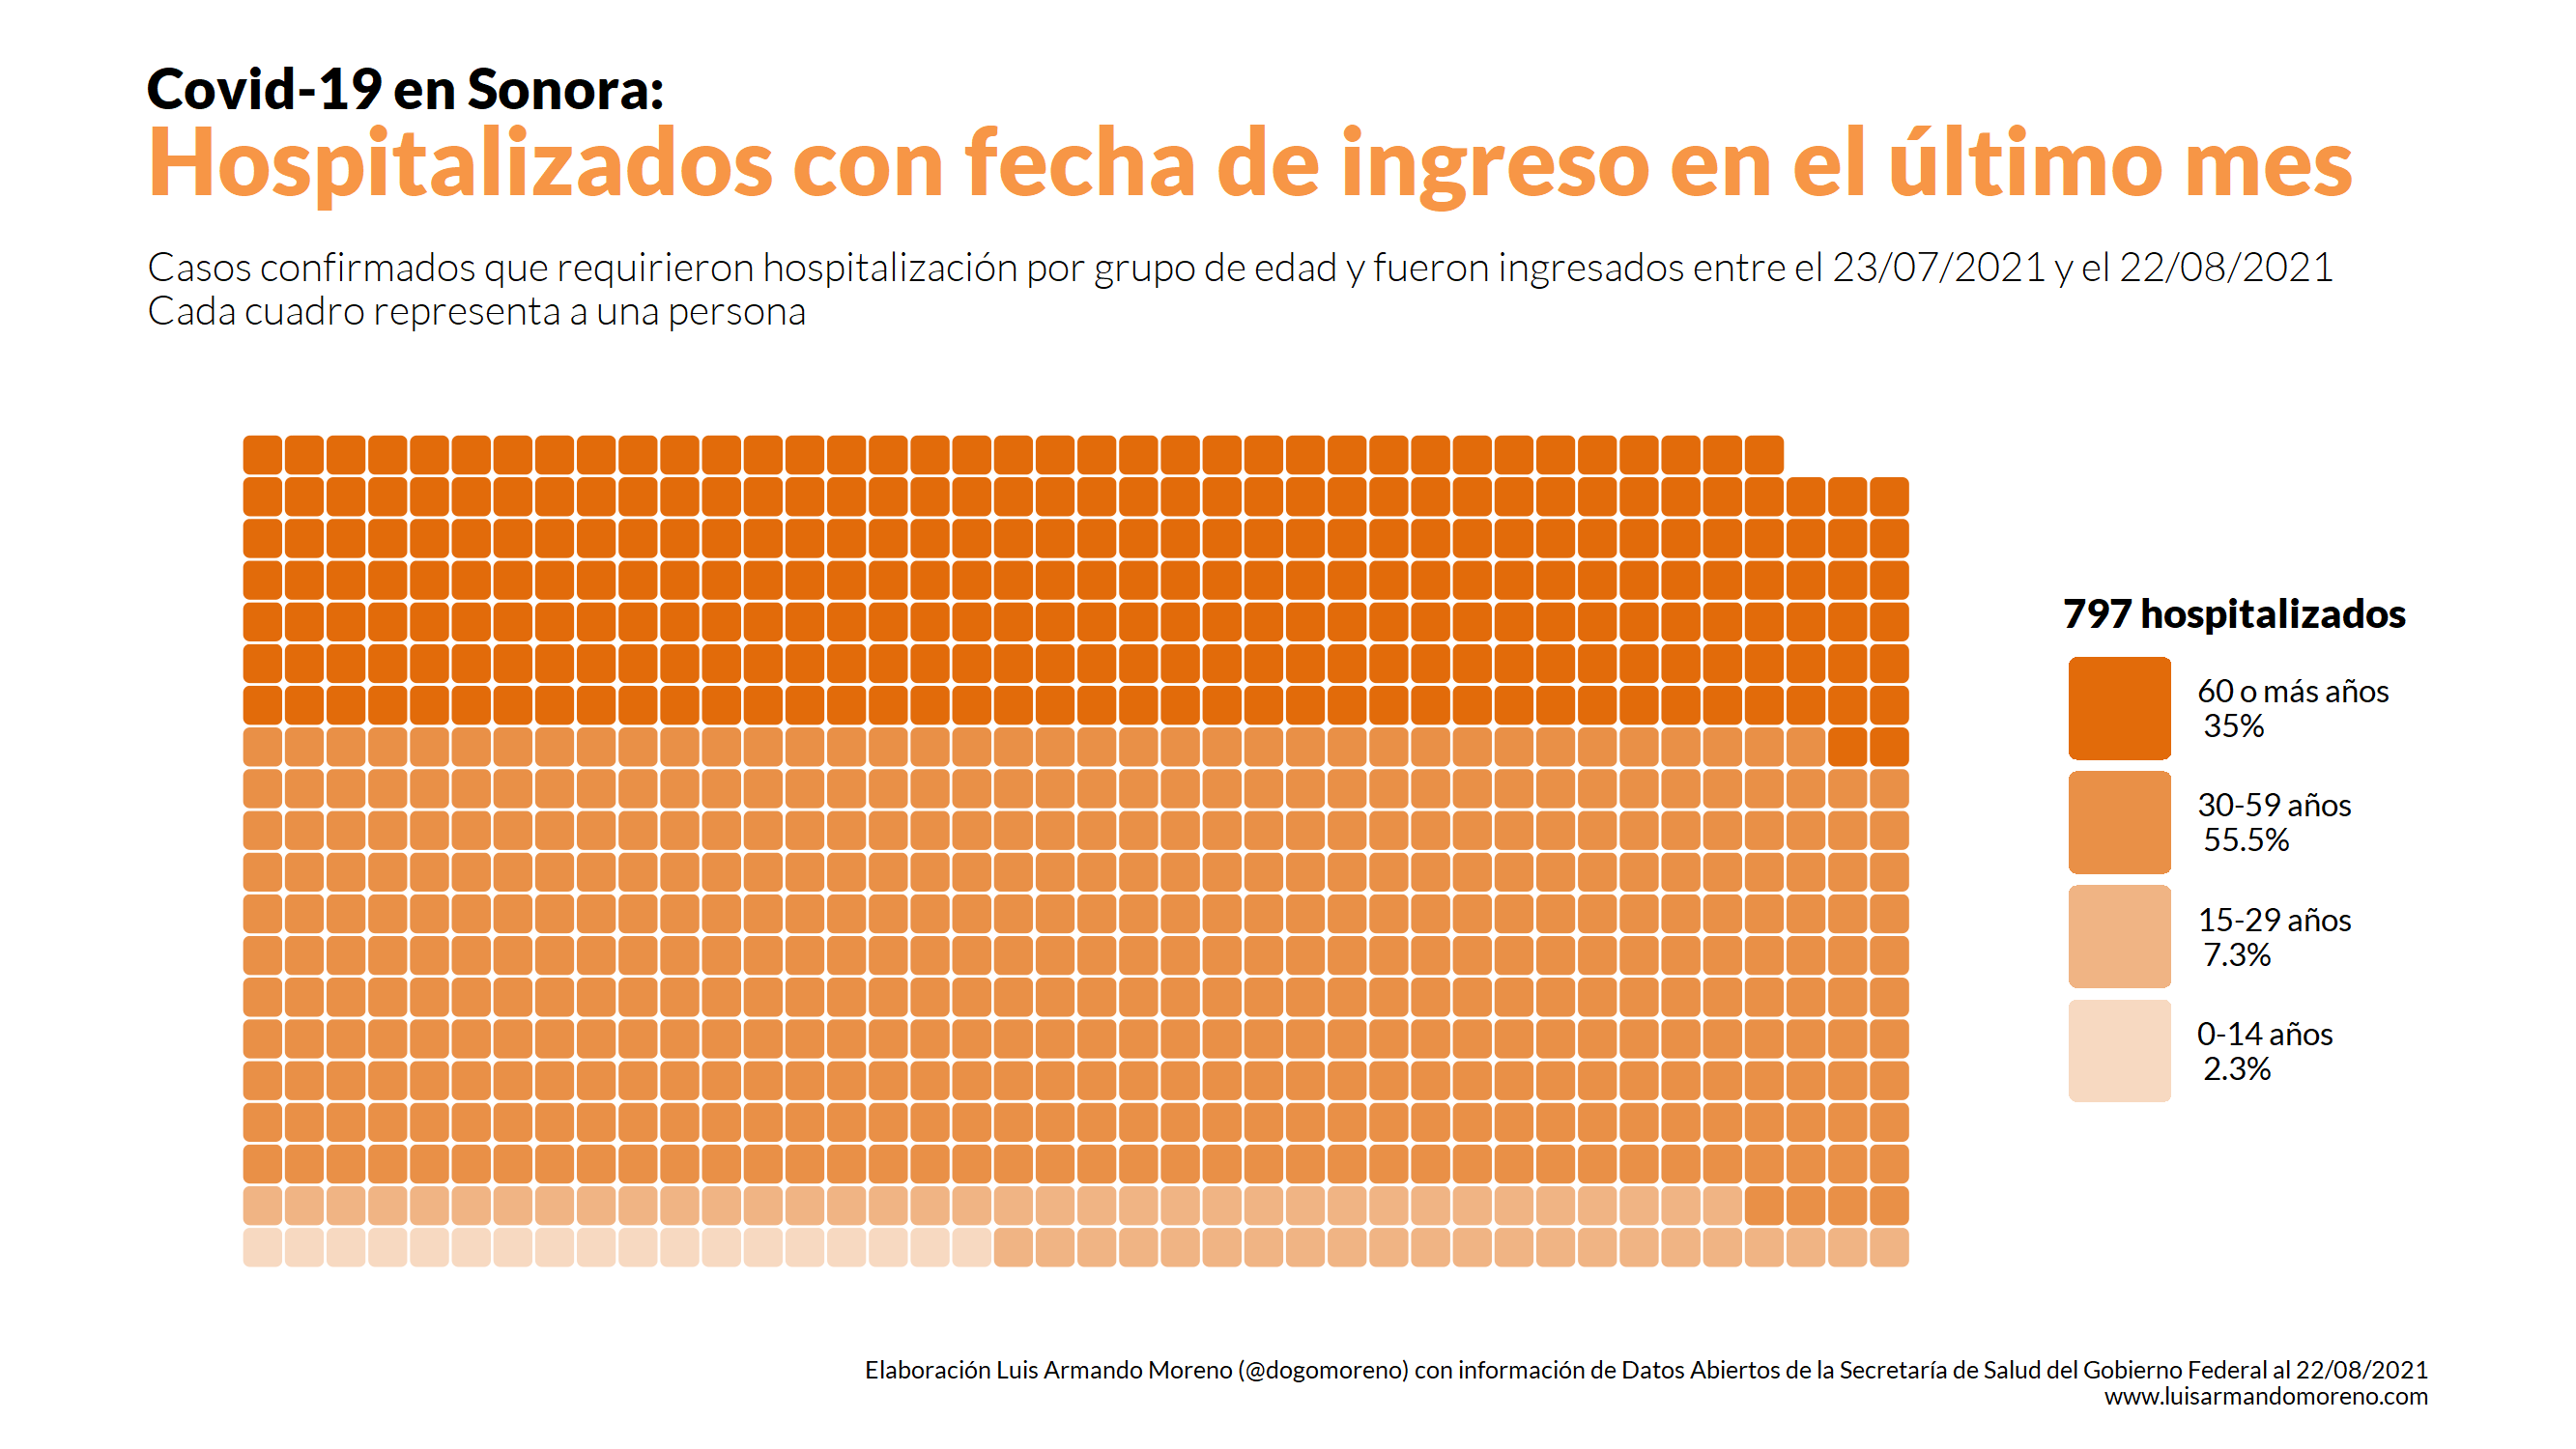 Covid-19 en Sonora:
Hospitalizados con fecha de ingreso en el último mes
Casos confirmados que requirieron hospitalización por grupo de edad y fueron ingresados entre el 23/07/2021 y el 22/08/2021
Cada cuadro representa a una persona
797 hospitalizados
60 o más años
35%
30-59 años
55.5%
15-29 años
7.3%
0-14 años
2.3%
Elaboración Luis Armando Moreno (@dogomoreno) con información de Datos Abiertos de la Secretaría de Salud del Gobierno Federal al 22/08/2021
www.luisarmandomoreno.com